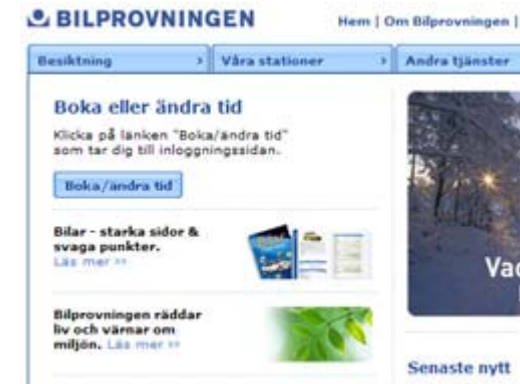 BILPROVNINGEN
Hem | Om Bilprovningen |
Besiktning
Våra stationer
Andra tjänster
Boka eller ändra tid
Klicka på länken "Boka/ändra tid"
som tar dig till inloggningssidan.
Boka/ändra tid
Bilar - starka sidor &
svaga punkter.
Läs mer »
Bilprovningen räddar
liv och värnar om
miljön. Läs mer »
Senaste nytt